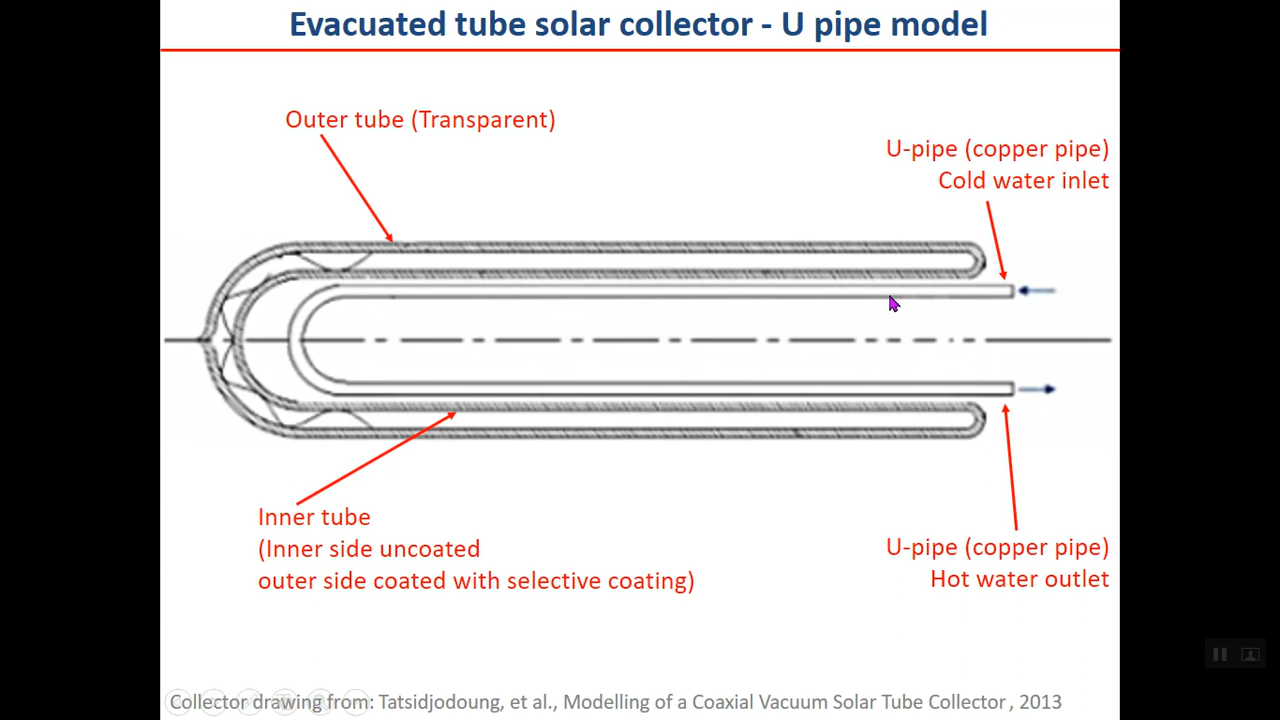 Evacuated tube solar collector - U pipe model
Outer tube (Transparent)
U-pipe (copper pipe)
Cold water inlet
Inner tube
(Inner side uncoated
outer side coated with selective coating)
U-pipe (copper pipe)
Hot water outlet
Collector drawing from: Tatsidjodoung, et al., Modelling of a Coaxial Vacuum Solar Tube Collector , 2013